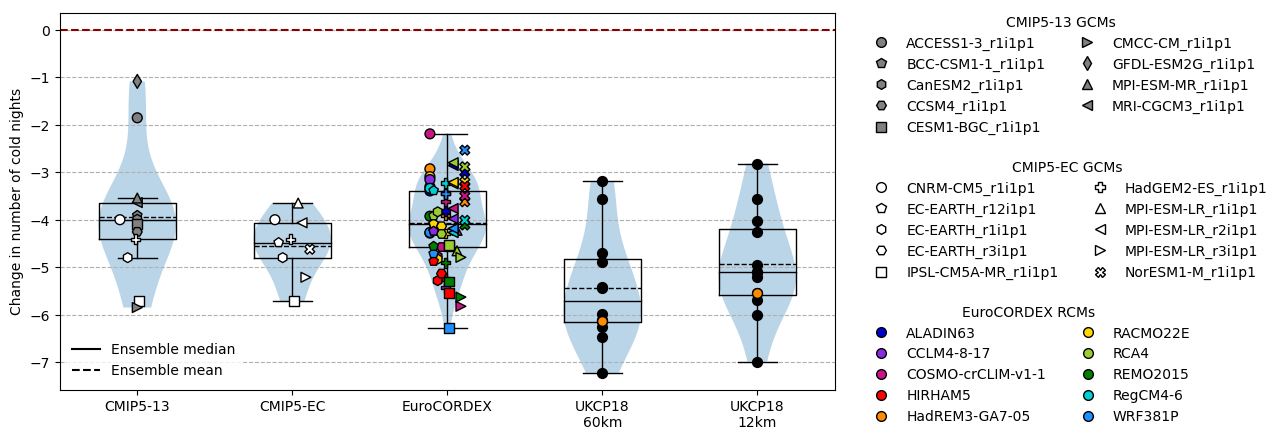 Change in number of cold nights
0
−1
−2
−3
−4
−5
−6
−7
Ensemble median
Ensemble mean
CMIP5-13
CMIP5-EC
EuroCORDEX
UKCP18
60km
UKCP18
12km
CMIP5-13 GCMs
ACCESS1-3_r1i1p1
BCC-CSM1-1_r1i1p1
CanESM2_r1i1p1
CCSM4_r1i1p1
CESM1-BGC_r1i1p1
CMCC-CM_r1i1p1
GFDL-ESM2G_r1i1p1
MPI-ESM-MR_r1i1p1
MRI-CGCM3_r1i1p1
CMIP5-EC GCMs
CNRM-CM5_r1i1p1
EC-EARTH_r12i1p1
EC-EARTH_r1i1p1
EC-EARTH_r3i1p1
IPSL-CM5A-MR_r1i1p1
HadGEM2-ES_r1i1p1
MPI-ESM-LR_r1i1p1
MPI-ESM-LR_r2i1p1
MPI-ESM-LR_r3i1p1
NorESM1-M_r1i1p1
EuroCORDEX RCMs
ALADIN63
CCLM4-8-17
COSMO-crCLIM-v1-1
HIRHAM5
HadREM3-GA7-05
RACMO22E
RCA4
REMO2015
RegCM4-6
WRF381P